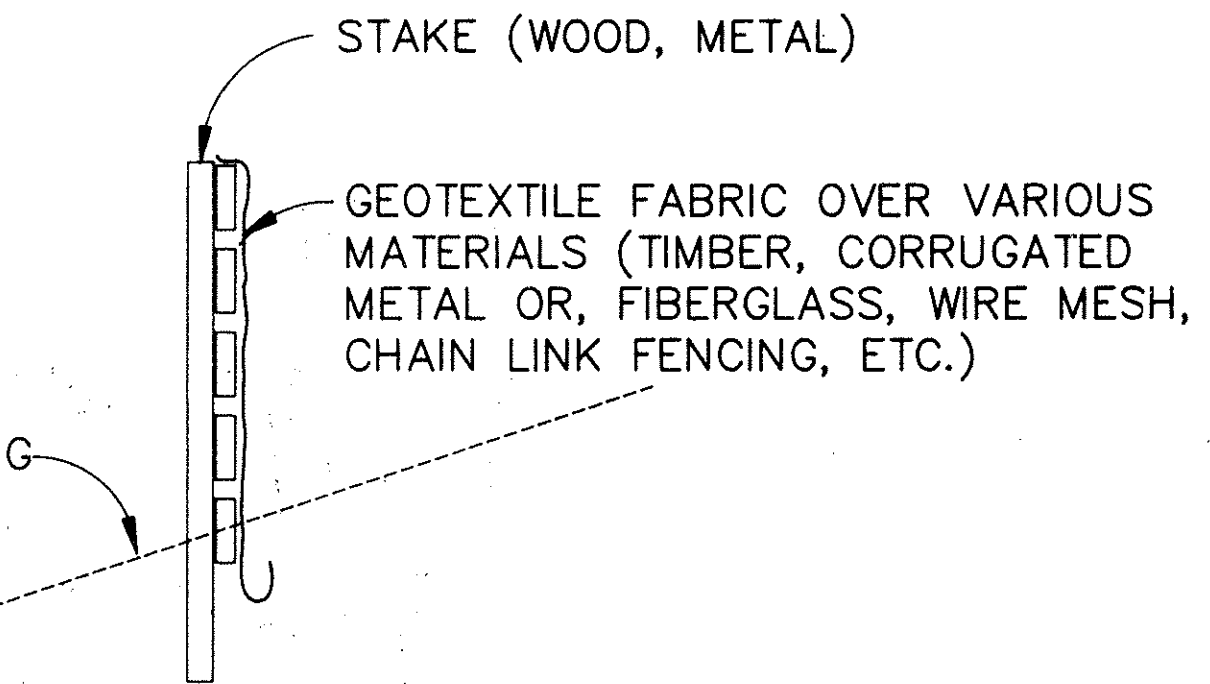 STAKE (WOOD, METAL)
GEOTEXTILE FABRIC OVER VARIOUS
MATERIALS (TIMBER, CORRUGATED
METAL OR, FIBERGLASS, WIRE MESH,
CHAIN LINK FENCING, ETC.)
G